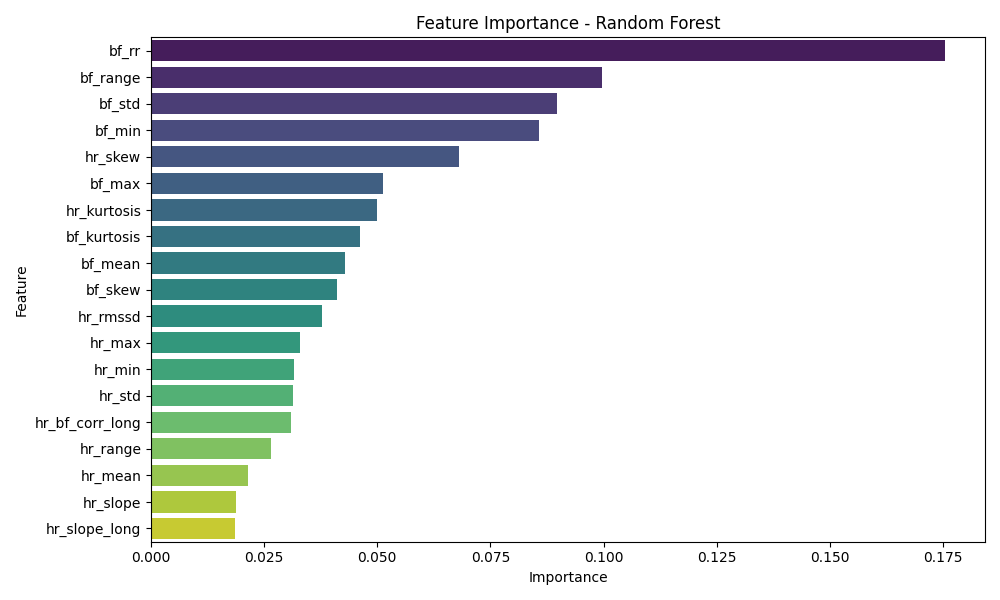 Feature Importance - Random Forest
Feature
bf_rr
bf_range
bf_std
bf_min
hr_skew
bf_max
hr_kurtosis
bf_kurtosis
bf_mean
bf_skew
hr_rmssd
hr_max
hr_min
hr_std
hr_bf_corr_long
hr_range
hr_mean
hr_slope
hr_slope_long
0.000 0.025 0.050 0.075 0.100 0.125 0.150 0.175
Importance